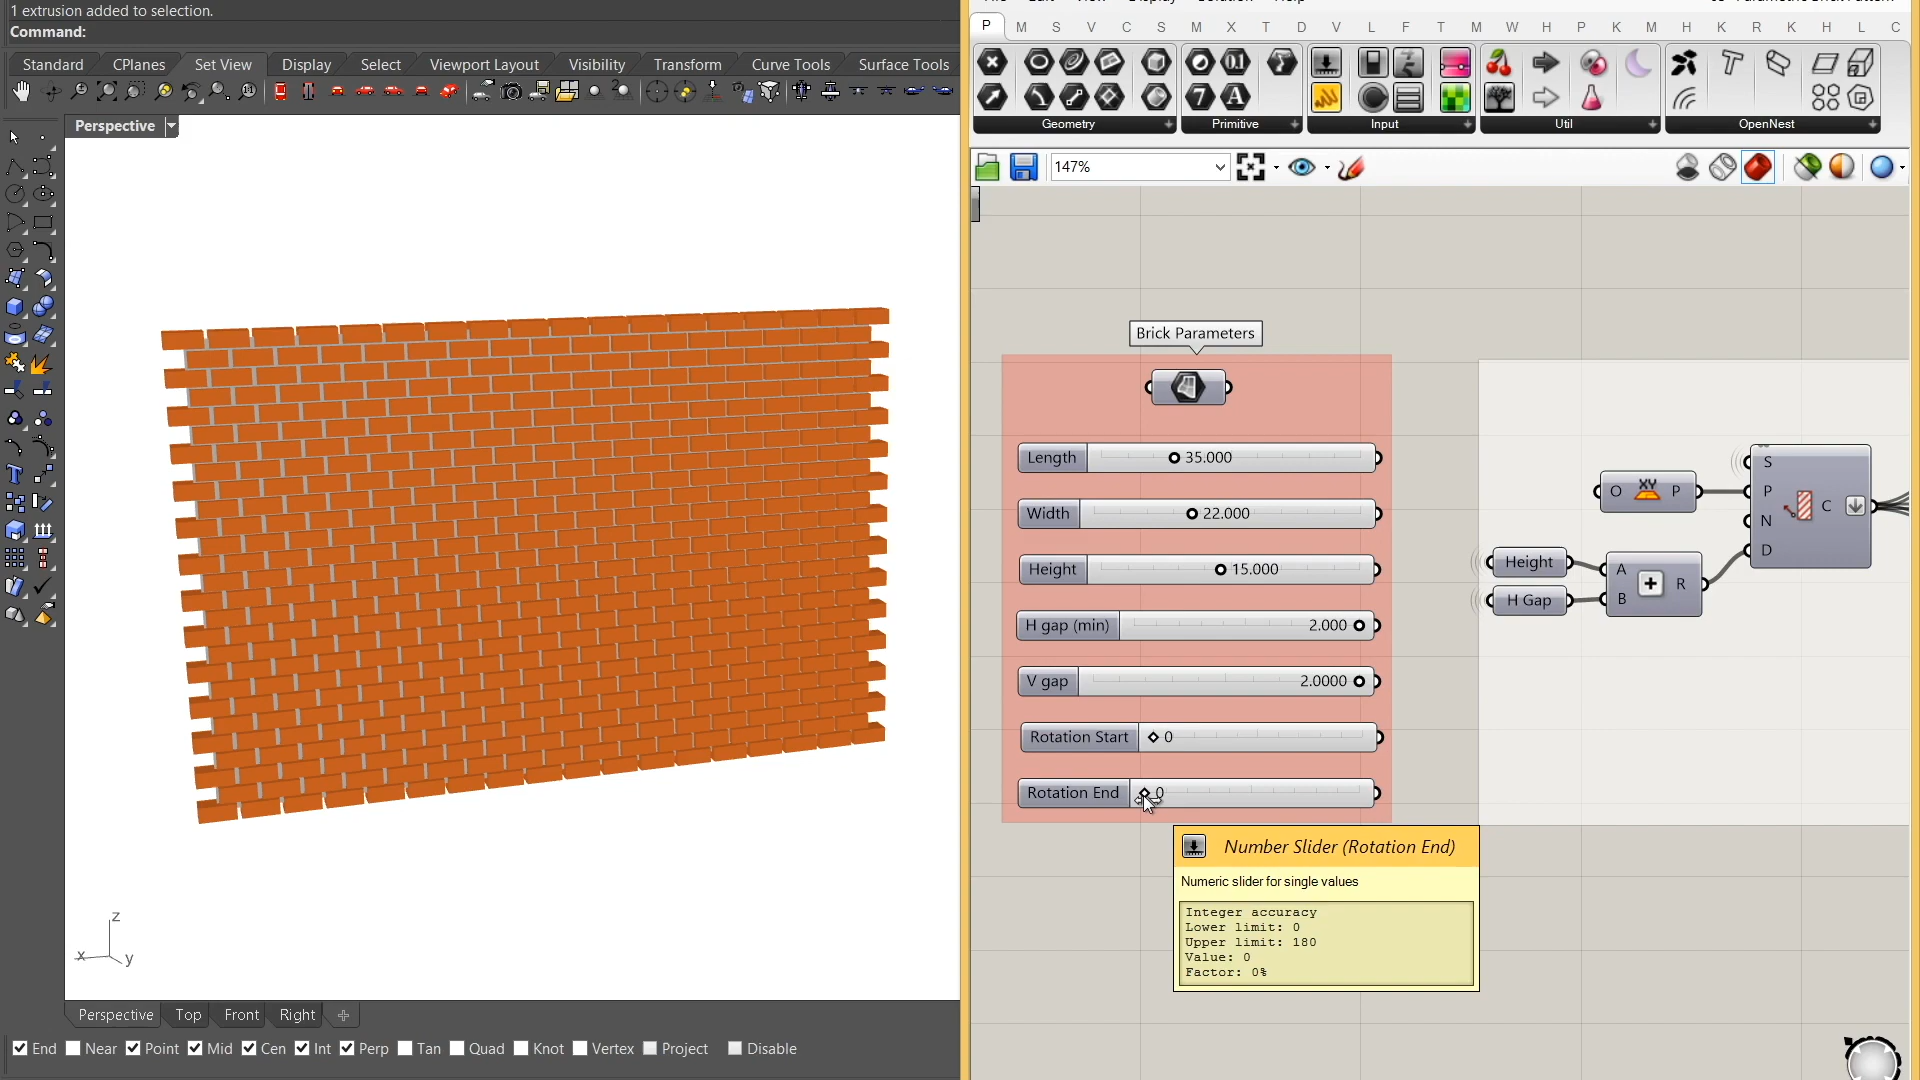 1 extrusion added to selection.
Command:
Standard CPlanes Set View Display Select Viewport Layout Visibility Transform Curve Tools Surface Tools
Perspective
z
x
y
Perspective Top Front Right
End Near Point Mid Cen Int Perp Tan Quad Knot Vertex Project Disable
P M S V C S M X T D V L F T M W H P K M H K R K H L C
Geometry Primitive Input Util OpenNest
147%
Brick Parameters
Length 35.000
Width 22.000
Height 15.000
H gap (min) 2.000
V gap 2.0000
Rotation Start 0
Rotation End 0
Number Slider (Rotation End)
Numeric slider for single values
Integer accuracy
Lower limit: 0
Upper limit: 180
Value: 0
Factor: 0%
O XY P
S
P
N
D
C
Height
H Gap
A
B
R